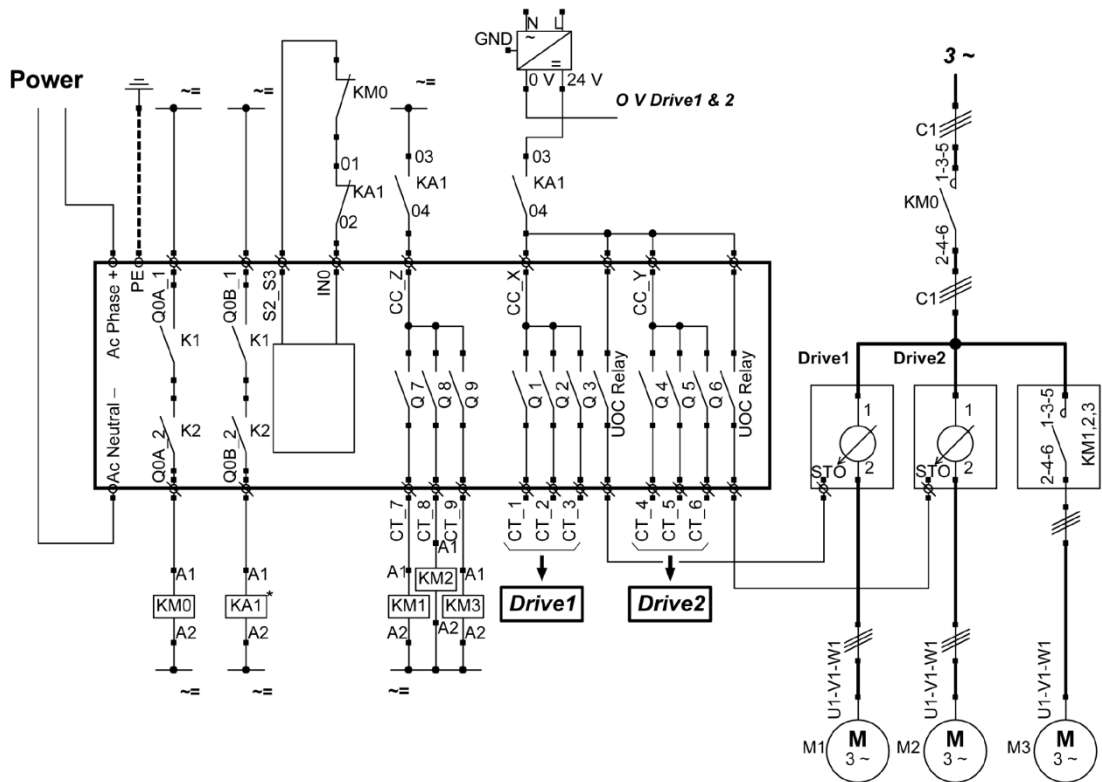 Power
N L
GND
~
=
0 V
24 V
O V Drive1 & 2
3 ~
C1
1-3-5
KM0
2-4-6
C1
~=
~=
~=
KM0
01
KA1
02
03
KA1
04
03
KA1
04
Ac Phase +
PE
Q0A_1
Q0B_1
S2_S3
IN0
CC_Z
CC_X
CC_Y
K1
K1
K2
K2
Q 7
Q 8
Q 9
Q 1
Q 2
Q 3
UOC Relay
Q 4
Q 5
Q 6
UOC Relay
Ac Neutral –
Q0A_2
Q0B_2
Drive1
Drive2
1
2
STO
1
2
STO
1-3-5
2-4-6
KM1,2,3
CT_7
CT_8
CT_9
CT_1
CT_2
CT_3
CT_4
CT_5
CT_6
A1
KM0
A2
A1
KA1*
A2
A1
KM1
A2
A1
KM2
A2
A1
KM3
A2
Drive1
Drive2
~=
~=
~=
U1-V1-W1
U1-V1-W1
U1-V1-W1
M1
M
3 ~
M2
M
3 ~
M3
M
3 ~